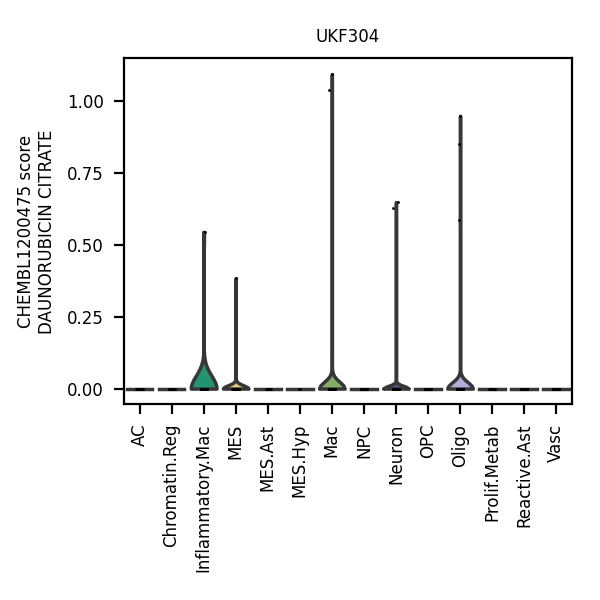 UKF304
CHEMBL1200475 score
DAUNORUBICIN CITRATE
1.00
0.75
0.50
0.25
0.00
AC
Chromatin.Reg
Inflammatory.Mac
MES
MES.Ast
MES.Hyp
Mac
NPC
Neuron
OPC
Oligo
Prolif.Metab
Reactive.Ast
Vasc